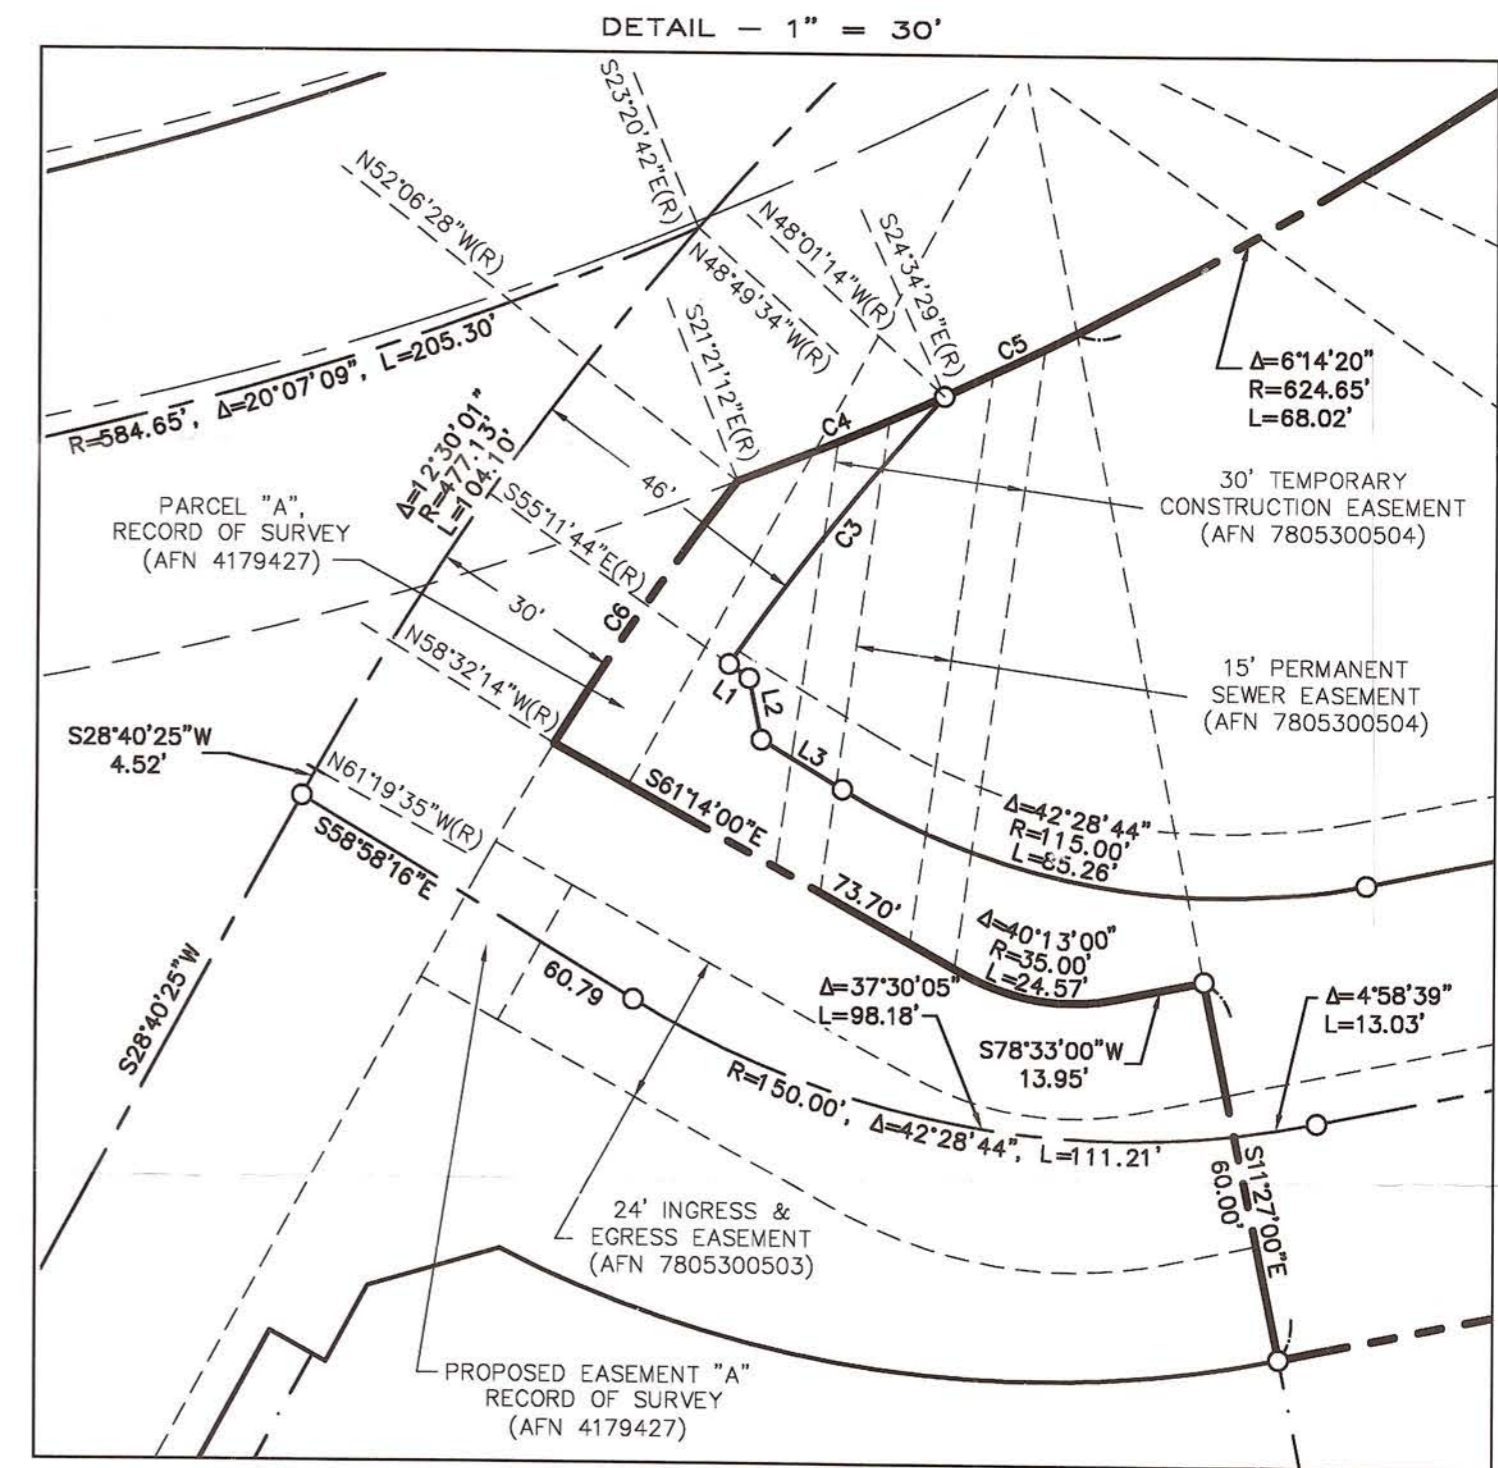 DETAIL – 1" = 30'
S23°20'42"E(R)
N52°06'28"W(R)
N48°01'14"W(R)
S24°34'29"E(R)
N48°49'34"W(R)
S21°21'12"E(R)
R=584.65', Δ=20°07'09", L=205.30'
C5
C4
Δ=6°14'20"
R=624.65'
L=68.02'
Δ=12°30'01"
R=477.13'
L=104.10'
46'
30' TEMPORARY
CONSTRUCTION EASEMENT
(AFN 7805300504)
PARCEL "A",
RECORD OF SURVEY
(AFN 4179427)
S55°11'44"E(R)
C3
30'
C6
N58°32'14"W(R)
L1
L2
L3
15' PERMANENT
SEWER EASEMENT
(AFN 7805300504)
S28°40'25"W
4.52'
N61°19'35"W(R)
S58°58'16"E
60.79
S61°14'00"E
73.70'
Δ=42°28'44"
R=115.00'
L=85.26'
Δ=40°13'00"
R=35.00'
L=24.57'
S28°40'25"W
Δ=37°30'05"
L=98.18'
Δ=4°58'39"
L=13.03'
S78°33'00"W
13.95'
R=150.00', Δ=42°28'44", L=111.21'
S11°27'00"E
60.00'
24' INGRESS &
EGRESS EASEMENT
(AFN 7805300503)
PROPOSED EASEMENT "A"
RECORD OF SURVEY
(AFN 4179427)